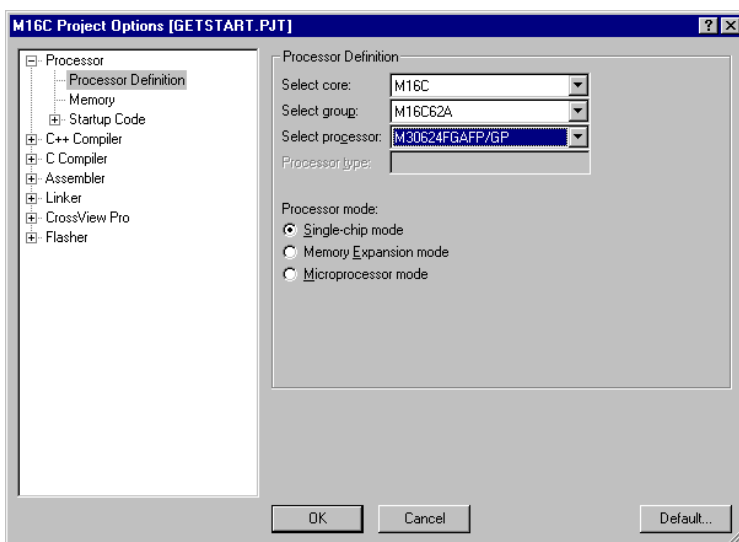 M16C Project Options [GETSTART.PJT]
Processor
Processor Definition
Memory
Startup Code
C++ Compiler
C Compiler
Assembler
Linker
CrossView Pro
Flasher
Processor Definition
Select core: M16C
Select group: M16C62A
Select processor: M30624FGAFP/GP
Processor type:
Processor mode:
Single-chip mode
Memory Expansion mode
Microprocessor mode
OK Cancel Default...